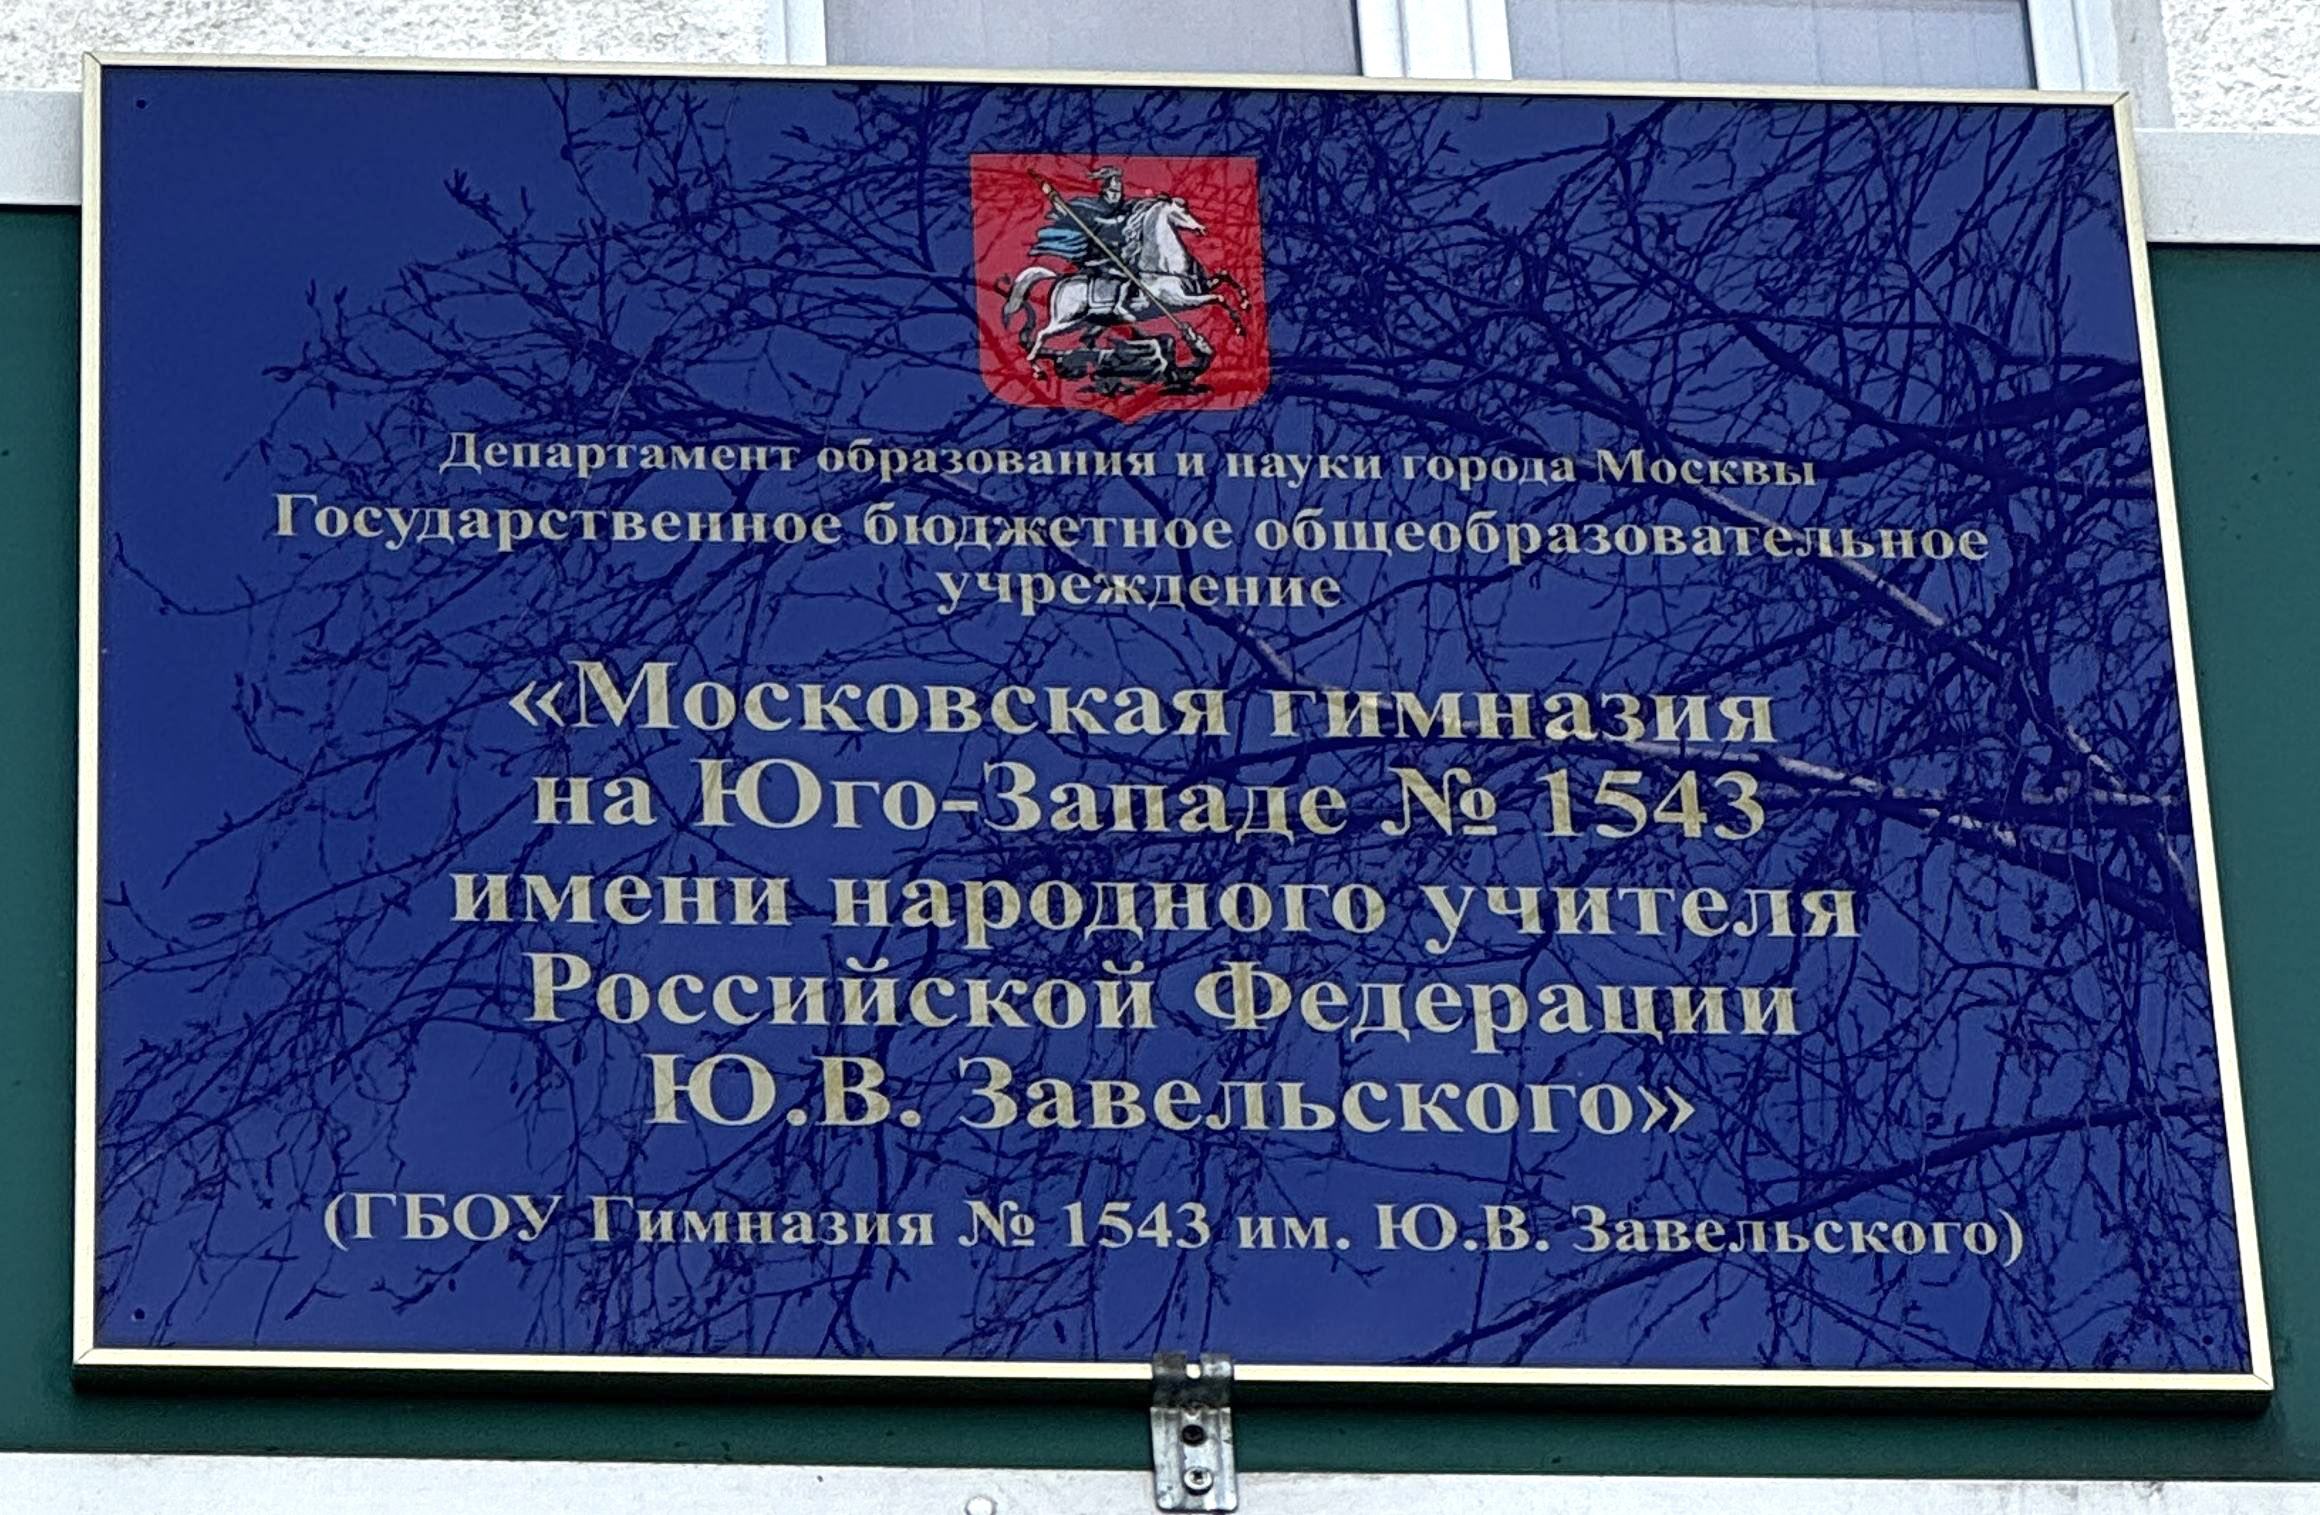 Департамент образования и науки города Москвы
Государственное бюджетное общеобразовательное
учреждение
«Московская гимназия
на Юго-Западе № 1543
имени народного учителя
Российской Федерации
Ю.В. Завельского»
(ГБОУ Гимназия № 1543 им. Ю.В. Завельского)